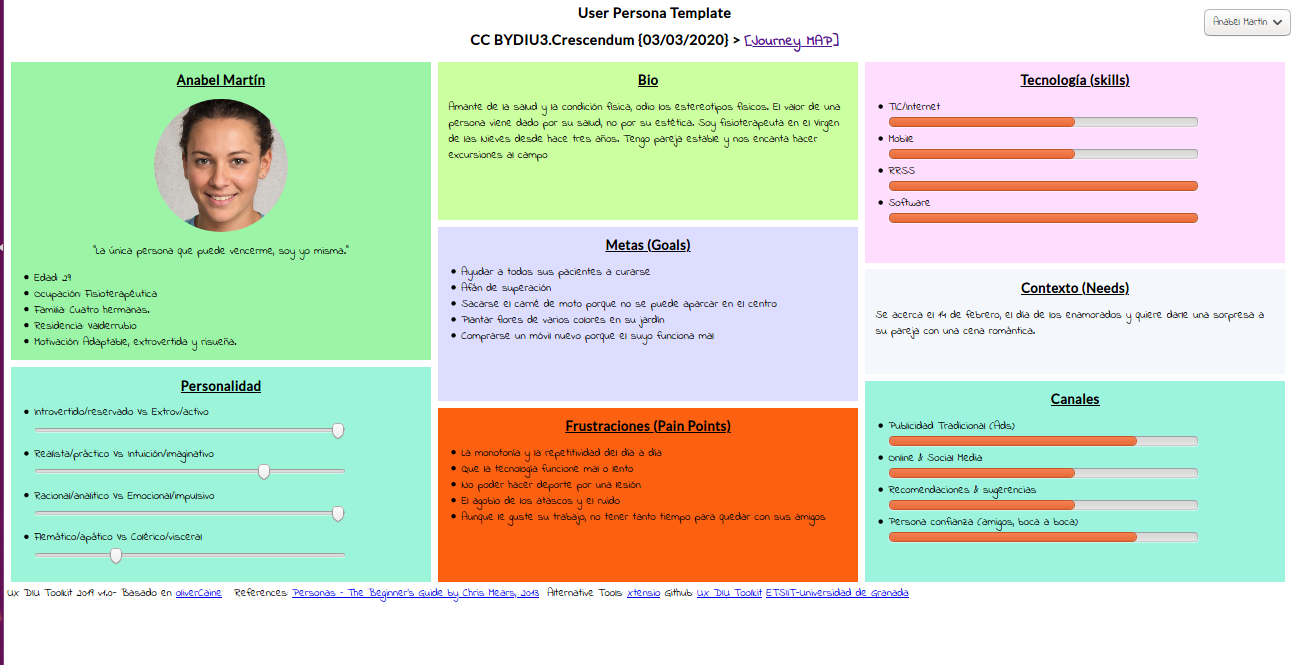 User Persona Template
CC BYDIU3.Crescendum {03/03/2020} > [Journey MAP]
Anabel Martín
Anabel Martín
"La única persona que puede vencerme, soy yo misma."
Edad: 29
Ocupación: Fisioterapéutica
Familia: Cuatro hermanas.
Residencia: Valderrubio
Motivación: Adaptable, extrovertida y risueña.
Personalidad
Introvertido/reservado Vs Extrov/activo
Realista/práctico Vs Intuición/imaginativo
Racional/analítico Vs Emocional/impulsivo
Flemático/apático Vs Colérico/visceral
Bio
Amante de la salud y la condición física, odio los estereotipos físicos. El valor de una
persona viene dado por su salud, no por su estética. Soy fisioterapeuta en el Virgen
de las Nieves desde hace tres años. Tengo pareja estable y nos encanta hacer
excursiones al campo
Metas (Goals)
Ayudar a todos sus pacientes a curarse
Afán de superación
Sacarse el carné de moto porque no se puede aparcar en el centro
Plantar flores de varios colores en su jardín
Comprarse un móvil nuevo porque el suyo funciona mal
Frustraciones (Pain Points)
La monotonía y la repetitividad del día a día
Que la tecnología funcione mal o lento
No poder hacer deporte por una lesión
El agobio de los atascos y el ruido
Aunque le guste su trabajo, no tener tanto tiempo para quedar con sus amigos
Tecnología (skills)
TIC/Internet
Mobile
RRSS
Software
Contexto (Needs)
Se acerca el 14 de febrero, el día de los enamorados y quiere darle una sorpresa a
su pareja con una cena romántica.
Canales
Publicidad Tradicional (Ads)
Online & Social Media
Recomendaciones & sugerencias
Persona confianza (amigos, boca a boca)
UX DIU Toolkit 2019 v1.0- Basado en oliverCaine References: Personas - The Beginner's Guide by Chris Mears, 2013 Alternative Tools: xtensio Github: UX DIU Toolkit ETSIIT-Universidad de Granada